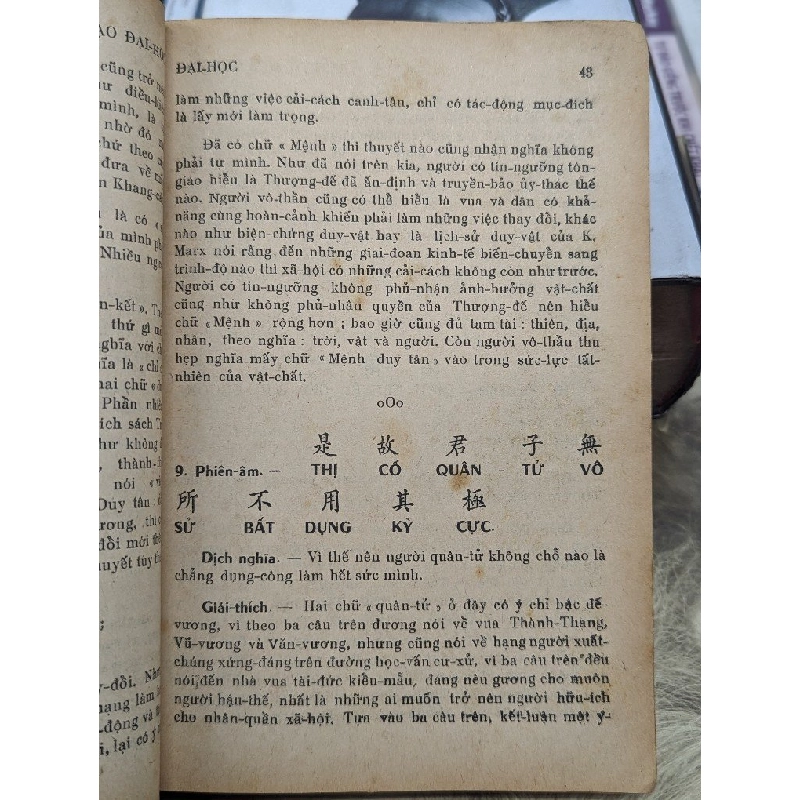 ĐẠI-HỌC 43
làm những việc cải-cách canh-tân, chỉ có tác-động mục-đích
là lấy mới làm trọng.
Đã có chữ « Mệnh » thì thuyết nào cũng nhận nghĩa không
phải tự mình. Như đã nói trên kia, người có tín-ngưỡng tôn-
giáo hiểu là Thượng-đế đã ấn-định và truyền-bảo ủy-thác thế
nào. Người vô-thần cũng có thể hiểu là vua và dân có khả-
năng cùng hoàn-cảnh khiến phải làm những việc thay đổi, khác
nào như biện-chứng duy-vật hay là lịch-sử duy-vật của K.
Marx nói rằng đến những giai-đoạn kinh-tế biến-chuyển sang
trình-độ nào thì xã-hội có những cải-cách không còn như trước.
Người có tín-ngưỡng không phủ-nhận ảnh-hưởng vật-chất
cũng như không phủ-nhận quyền của Thượng-đế nên hiểu
chữ « Mệnh » rộng hơn ; bao giờ cũng đủ tam tài : thiên, địa,
nhân, theo nghĩa : trời, vật và người. Còn người vô-thần thu
hẹp nghĩa mấy chữ « Mệnh duy tân » vào trong sức-lực tất-
nhiên của vật-chất.
oOo
是 故 君 子 無
9. Phiên-âm. — THỊ CỐ QUÂN TỬ VÔ
所 不 用 其 極
SỬ BẤT DỤNG KỲ CỰC.
Dịch nghĩa. — Vì thế nên người quân-tử không chỗ nào là
chẳng dụng-công làm hết sức mình.
Giải-thích. — Hai chữ « quân-tử » ở đây có ý chỉ bậc đế-
vương, vì theo ba câu trên đương nói về vua Thành-Thang,
Vũ-vương và Văn-vương, nhưng cũng nói về hạng người xuất-
chúng xứng-đáng trên đường học-vấn cư-xử, vì ba câu trên đều
nói đến nhà vua tài-đức kiểu-mẫu, đáng nêu gương cho muôn
người hậu-thế, nhất là những ai muốn trở nên người hữu-ích
cho nhân-quần xã-hội. Tựa vào ba câu trên, kết-luận một ý-